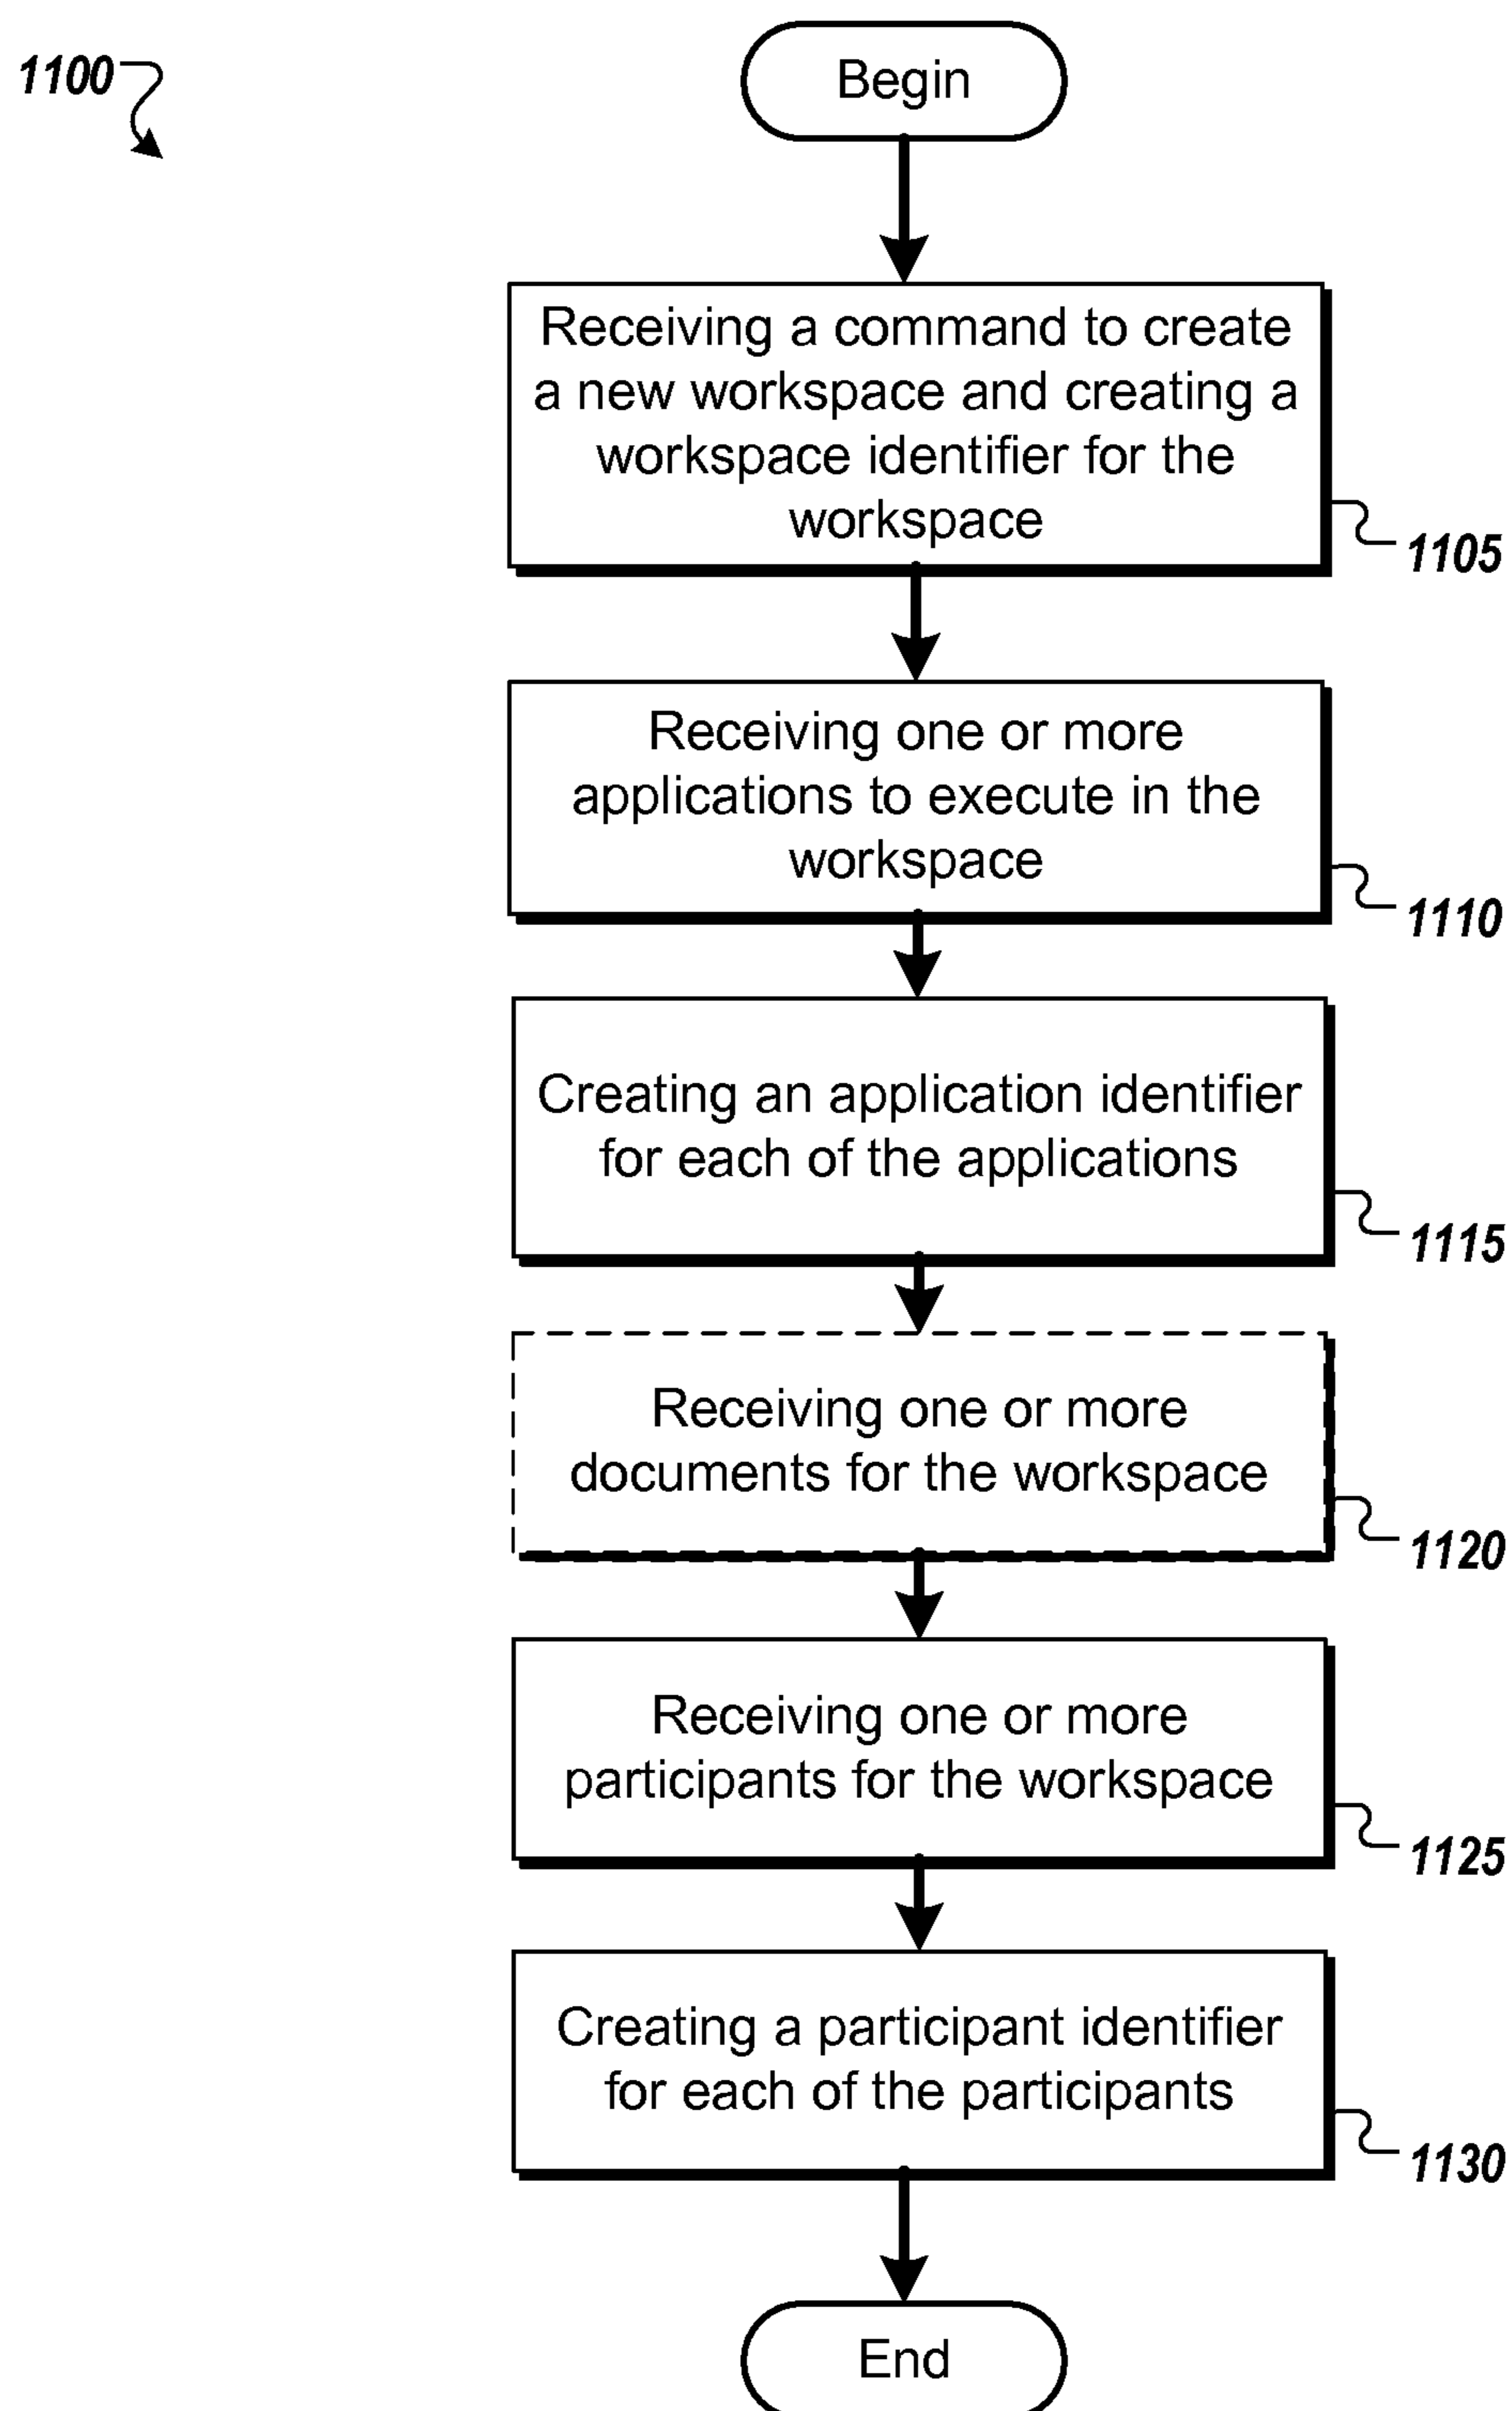 1100
Begin
Receiving a command to create
a new workspace and creating a
workspace identifier for the
workspace
1105
Receiving one or more
applications to execute in the
workspace
1110
Creating an application identifier
for each of the applications
1115
Receiving one or more
documents for the workspace
1120
Receiving one or more
participants for the workspace
1125
Creating a participant identifier
for each of the participants
1130
End